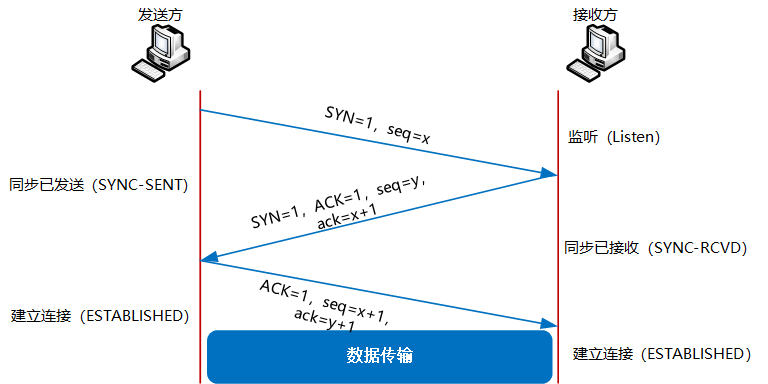 发送方
接收方
SYN=1，seq=x
监听（Listen）
同步已发送（SYNC-SENT）
SYN=1，ACK=1，seq=y,
ack=x+1
同步已接收（SYNC-RCVD）
ACK=1，seq=x+1,
ack=y+1
建立连接（ESTABLISHED）
数据传输
建立连接（ESTABLISHED）